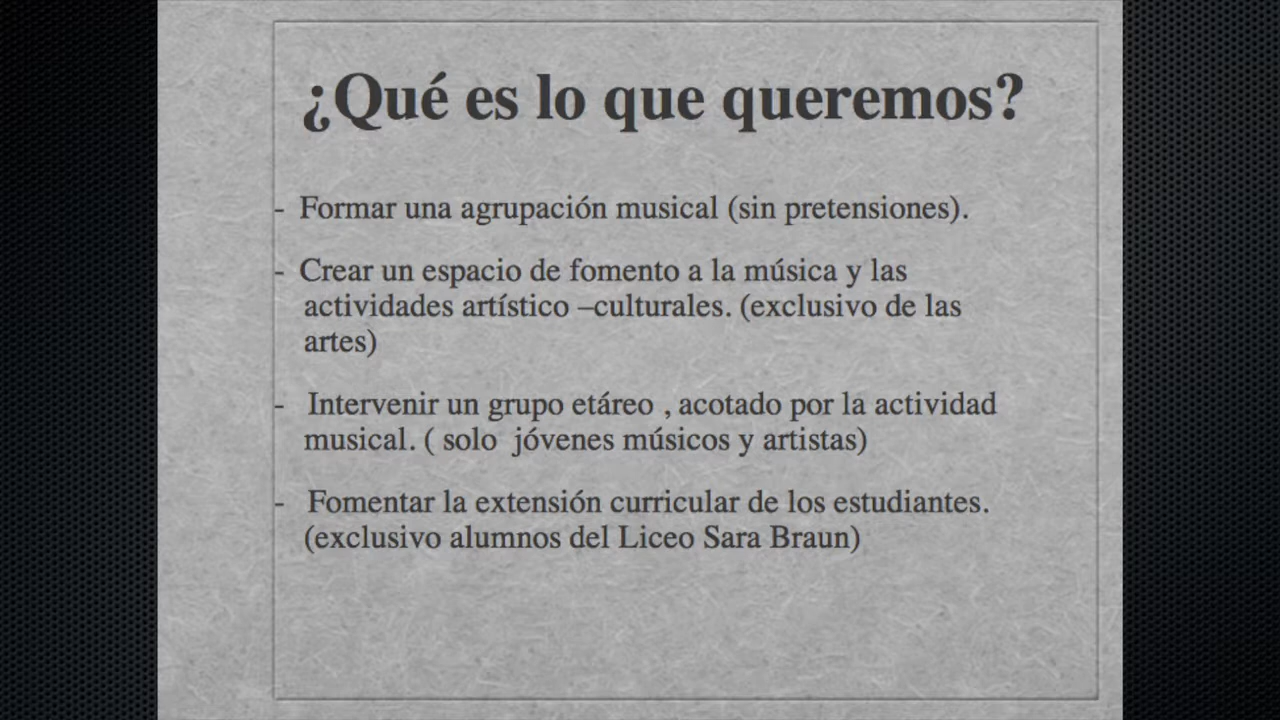 ¿Qué es lo que queremos?
- Formar una agrupación musical (sin pretensiones).
- Crear un espacio de fomento a la música y las
actividades artístico –culturales. (exclusivo de las
artes)
- Intervenir un grupo etáreo , acotado por la actividad
musical. ( solo jóvenes músicos y artistas)
- Fomentar la extensión curricular de los estudiantes.
(exclusivo alumnos del Liceo Sara Braun)